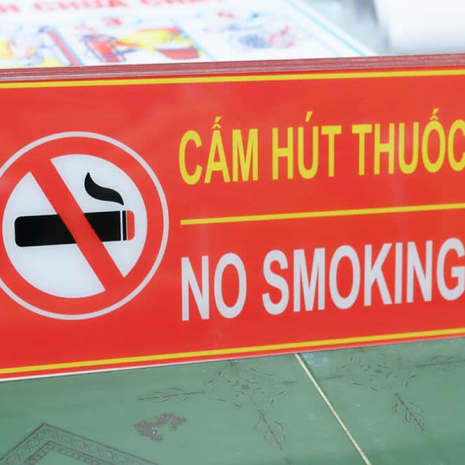 CẤM HÚT THUỐC
NO SMOKING